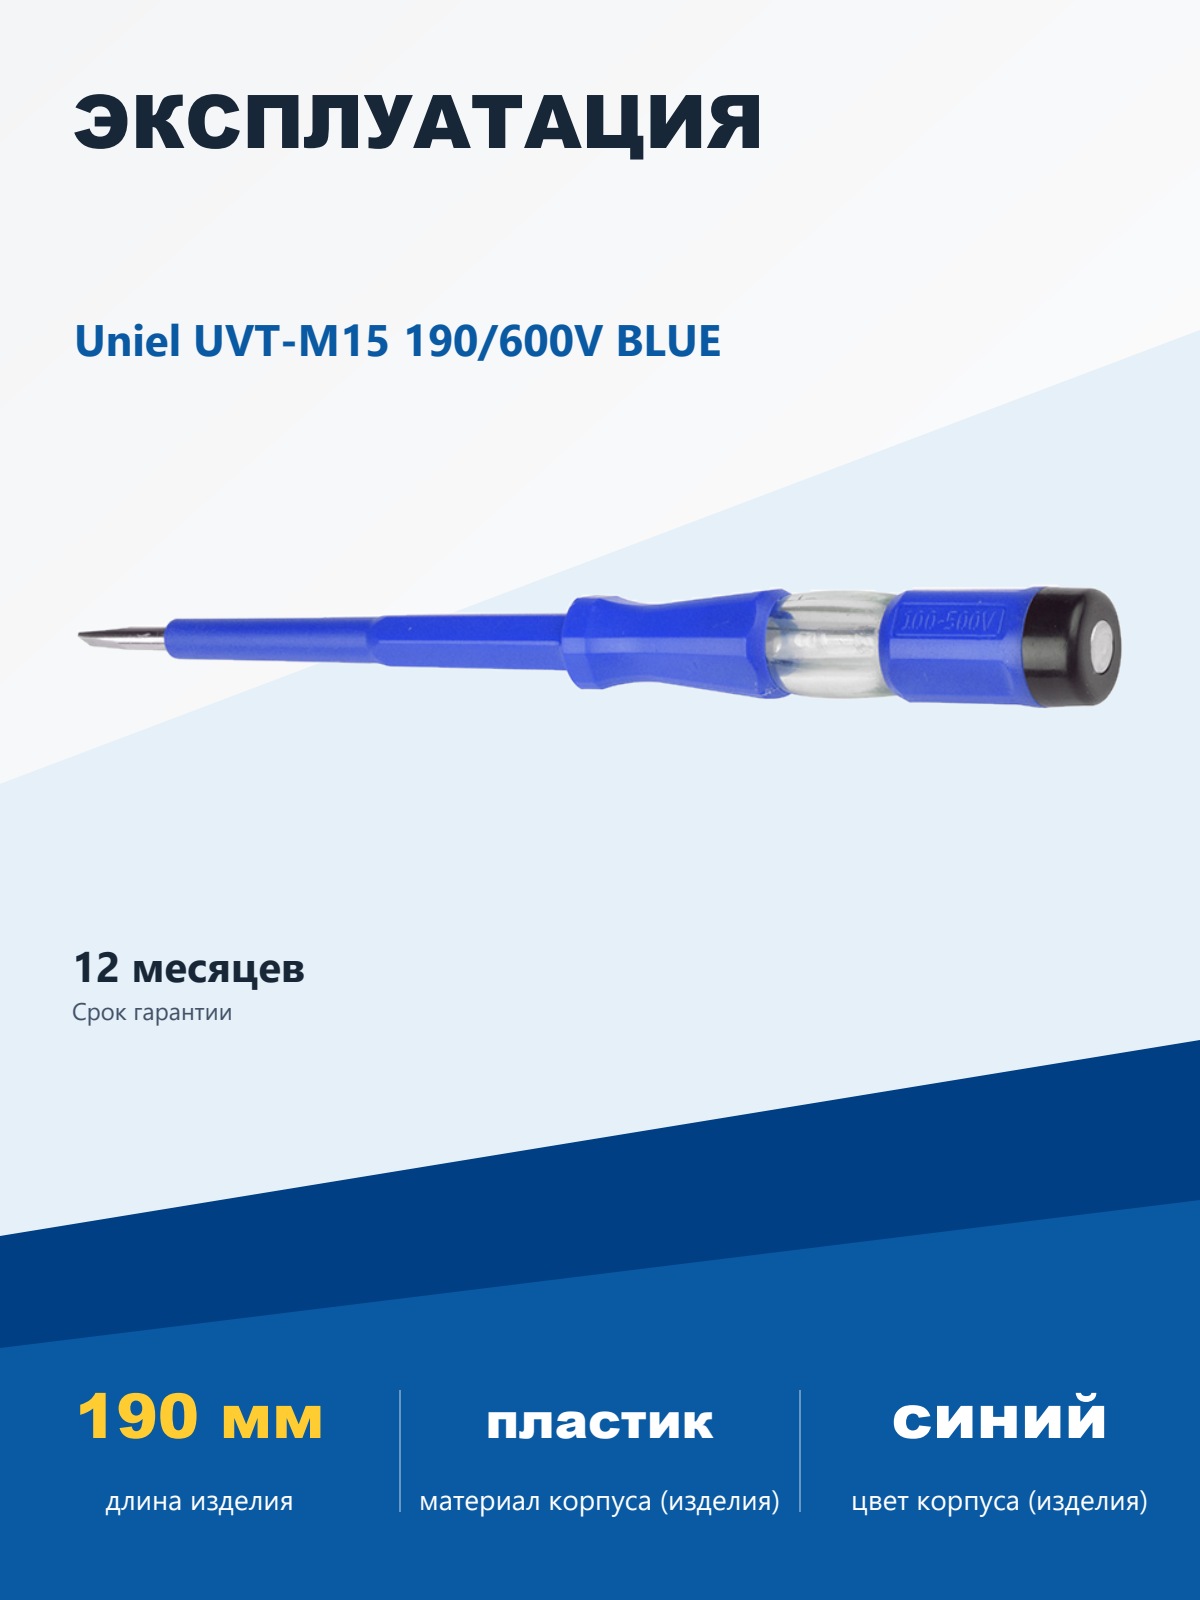 ЭКСПЛУАТАЦИЯ
Uniel UVT-M15 190/600V BLUE
100-500V
12 месяцев
Срок гарантии
190 мм
длина изделия
пластик
материал корпуса (изделия)
синий
цвет корпуса (изделия)